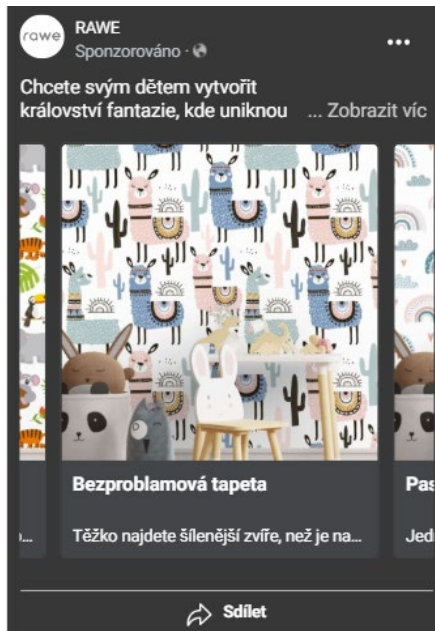 rawe
RAWE
Sponzorováno ·
Chcete svým dětem vytvořit
království fantazie, kde uniknou ... Zobrazit víc
Bezproblamová tapeta
Pas
Těžko najdete šílenější zvíře, než je na...
Jed
Sdílet